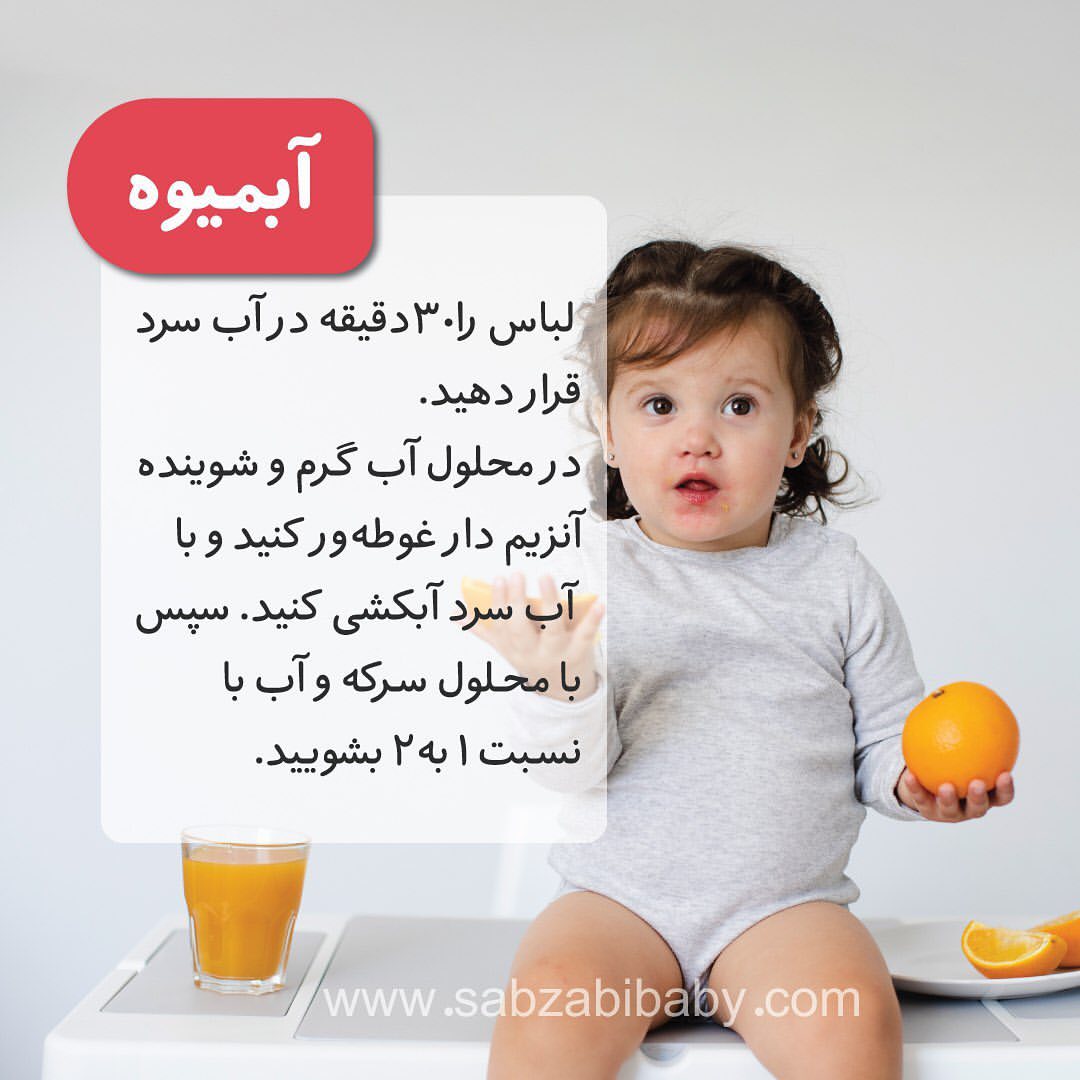 آبمیوه
لباس را ۳۰ دقیقه در آب سرد
قرار دهید.
در محلول آب گرم و شوینده
آنزیم دار غوطه‌ور کنید و با
آب سرد آبکشی کنید. سپس
با محلول سرکه و آب با
نسبت ۱ به ۲ بشویید.
www.sabzabibaby.com